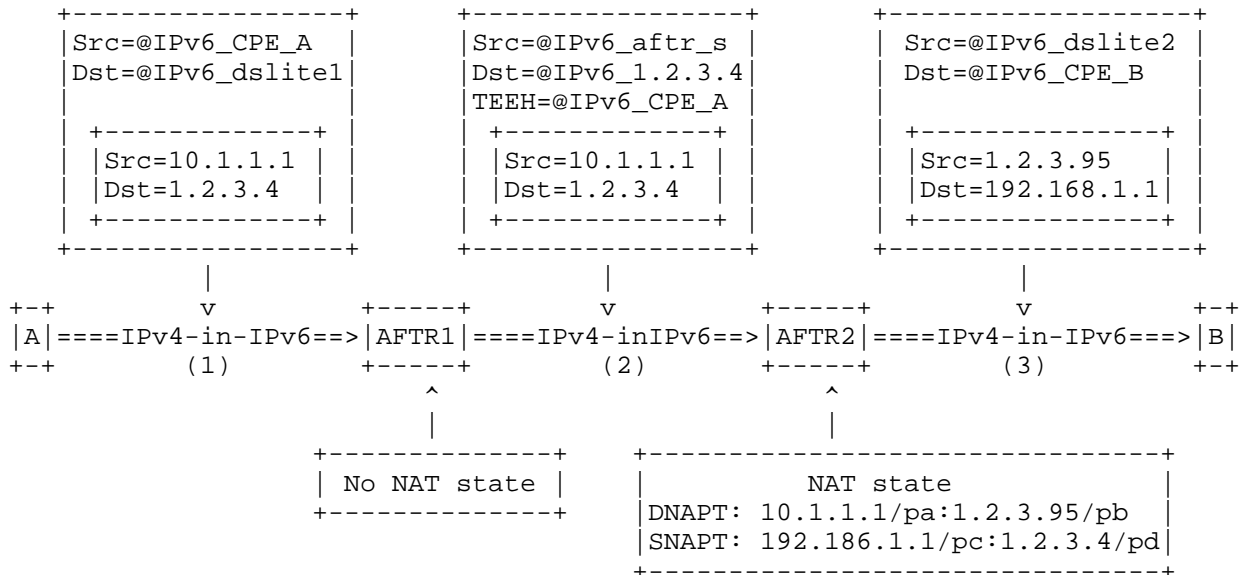 +-----------------+       +-----------------+       +-------------------+
|Src=@IPv6_CPE_A  |       |Src=@IPv6_aftr_s |       | Src=@IPv6_dslite2 |
|Dst=@IPv6_dslite1|       |Dst=@IPv6_1.2.3.4|       | Dst=@IPv6_CPE_B   |
|                 |       |TEEH=@IPv6_CPE_A |       |                   |
| +-------------+ |       | +-------------+ |       | +---------------+ |
| |Src=10.1.1.1 | |       | |Src=10.1.1.1 | |       | |Src=1.2.3.95   | |
| |Dst=1.2.3.4  | |       | |Dst=1.2.3.4  | |       | |Dst=192.168.1.1| |
| +-------------+ |       | +-------------+ |       | +---------------+ |
+-----------------+       +-----------------+       +-------------------+
|                        |                         |
+-+         v         +-----+        v         +-----+         v          +-+
|A|====IPv4-in-IPv6==>|AFTR1|====IPv4-inIPv6==>|AFTR2|====IPv4-in-IPv6===>|B|
+-+        (1)        +-----+       (2)        +-----+        (3)         +-+
^                        ^
|                        |
+--------------+    +-------------------------------+
| No NAT state |    |          NAT state            |
+--------------+    |DNAPT: 10.1.1.1/pa:1.2.3.95/pb |
|SNAPT: 192.186.1.1/pc:1.2.3.4/pd|
+-------------------------------+